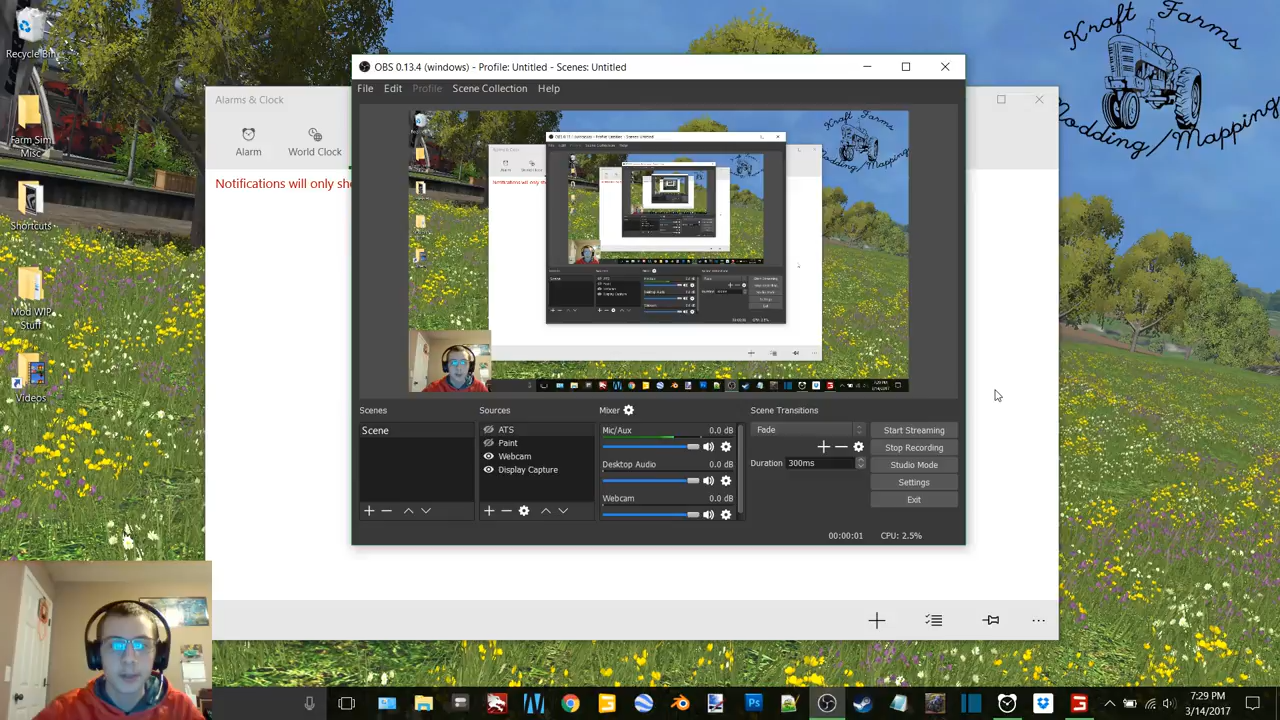 Recycle Bin
Farm Sim
Misc
Shortcuts
Mod WIP
Stuff
Videos
Kraft Farms
Modding/Mapping
Alarms & Clock
Alarm
World Clock
Notifications will only sho
OBS 0.13.4 (windows) - Profile: Untitled - Scenes: Untitled
File
Edit
Profile
Scene Collection
Help
Scenes
Scene
Sources
ATS
Paint
Webcam
Display Capture
Mixer
Mic/Aux
0.0 dB
Desktop Audio
0.0 dB
Webcam
0.0 dB
Scene Transitions
Fade
Duration
300ms
Start Streaming
Stop Recording
Studio Mode
Settings
Exit
00:00:01
CPU: 2.5%
Ps
7:29 PM
3/14/2017